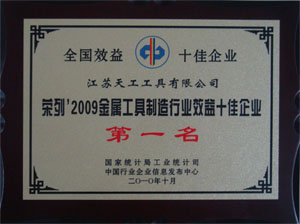 全国效益 十佳企业
江苏天工工具有限公司
荣列'2009金属工具制造行业效益十佳企业
第一名
国家统计局工业统计司
中国行业企业信息发布中心
二〇一〇年十月